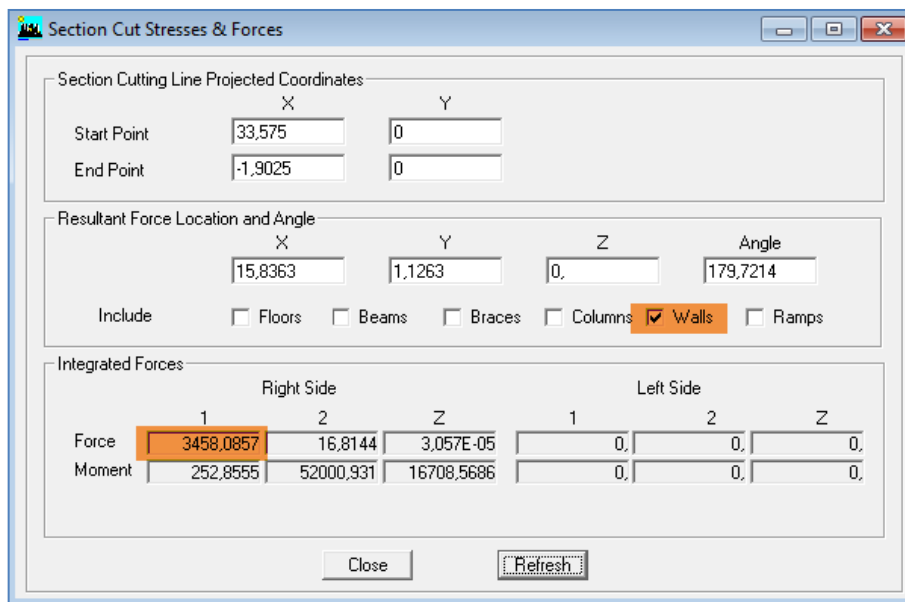 Section Cut Stresses & Forces
Section Cutting Line Projected Coordinates
X Y
Start Point 33,575 0
End Point -1,9025 0
Resultant Force Location and Angle
X Y Z Angle
15,8363 1,1263 0, 179,7214
Include Floors Beams Braces Columns Walls Ramps
Integrated Forces
Right Side Left Side
1 2 Z 1 2 Z
Force 3458,0857 16,8144 3,057E-05 0, 0, 0,
Moment 252,8555 52000,931 16708,5686 0, 0, 0,
Close Refresh